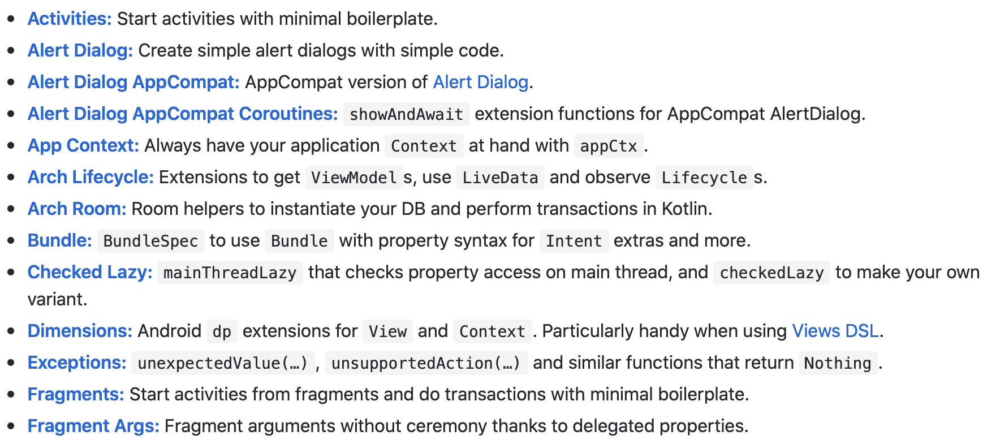 • Activities: Start activities with minimal boilerplate.
• Alert Dialog: Create simple alert dialogs with simple code.
• Alert Dialog AppCompat: AppCompat version of Alert Dialog.
• Alert Dialog AppCompat Coroutines: showAndAwait extension functions for AppCompat AlertDialog.
• App Context: Always have your application Context at hand with appCtx.
• Arch Lifecycle: Extensions to get ViewModels, use LiveData and observe Lifecycles.
• Arch Room: Room helpers to instantiate your DB and perform transactions in Kotlin.
• Bundle: BundleSpec to use Bundle with property syntax for Intent extras and more.
• Checked Lazy: mainThreadLazy that checks property access on main thread, and checkedLazy to make your own
variant.
• Dimensions: Android dp extensions for View and Context. Particularly handy when using Views DSL.
• Exceptions: unexpectedValue(…), unsupportedAction(…) and similar functions that return Nothing.
• Fragments: Start activities from fragments and do transactions with minimal boilerplate.
• Fragment Args: Fragment arguments without ceremony thanks to delegated properties.